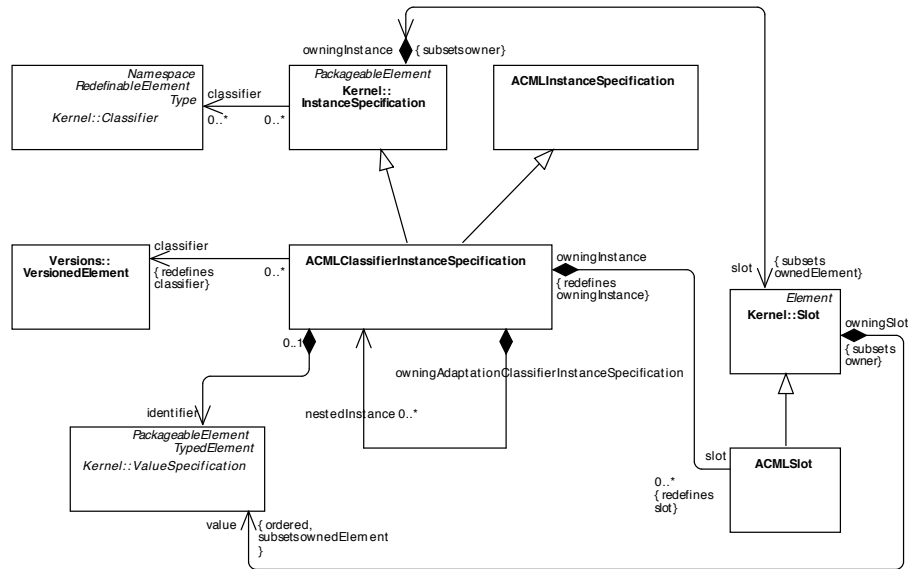 owningInstance
{ subsetsowner}
Namespace
RedefinableElement
Type
Kernel::Classifier
classifier
0..*
0..*
PackageableElement
Kernel::
InstanceSpecification
ACMLInstanceSpecification
Versions::
VersionedElement
classifier
{ redefines
classifier}
0..*
ACMLClassifierInstanceSpecification
owningInstance
{ redefines
owningInstance}
slot
{ subsets
ownedElement}
Element
Kernel::Slot
owningSlot
{ subsets
owner}
0..1
owningAdaptationClassifierInstanceSpecification
nestedInstance 0..*
identifier
PackageableElement
TypedElement
Kernel::ValueSpecification
slot
0..*
{ redefines
slot}
ACMLSlot
value
{ ordered,
subsetsownedElement
}